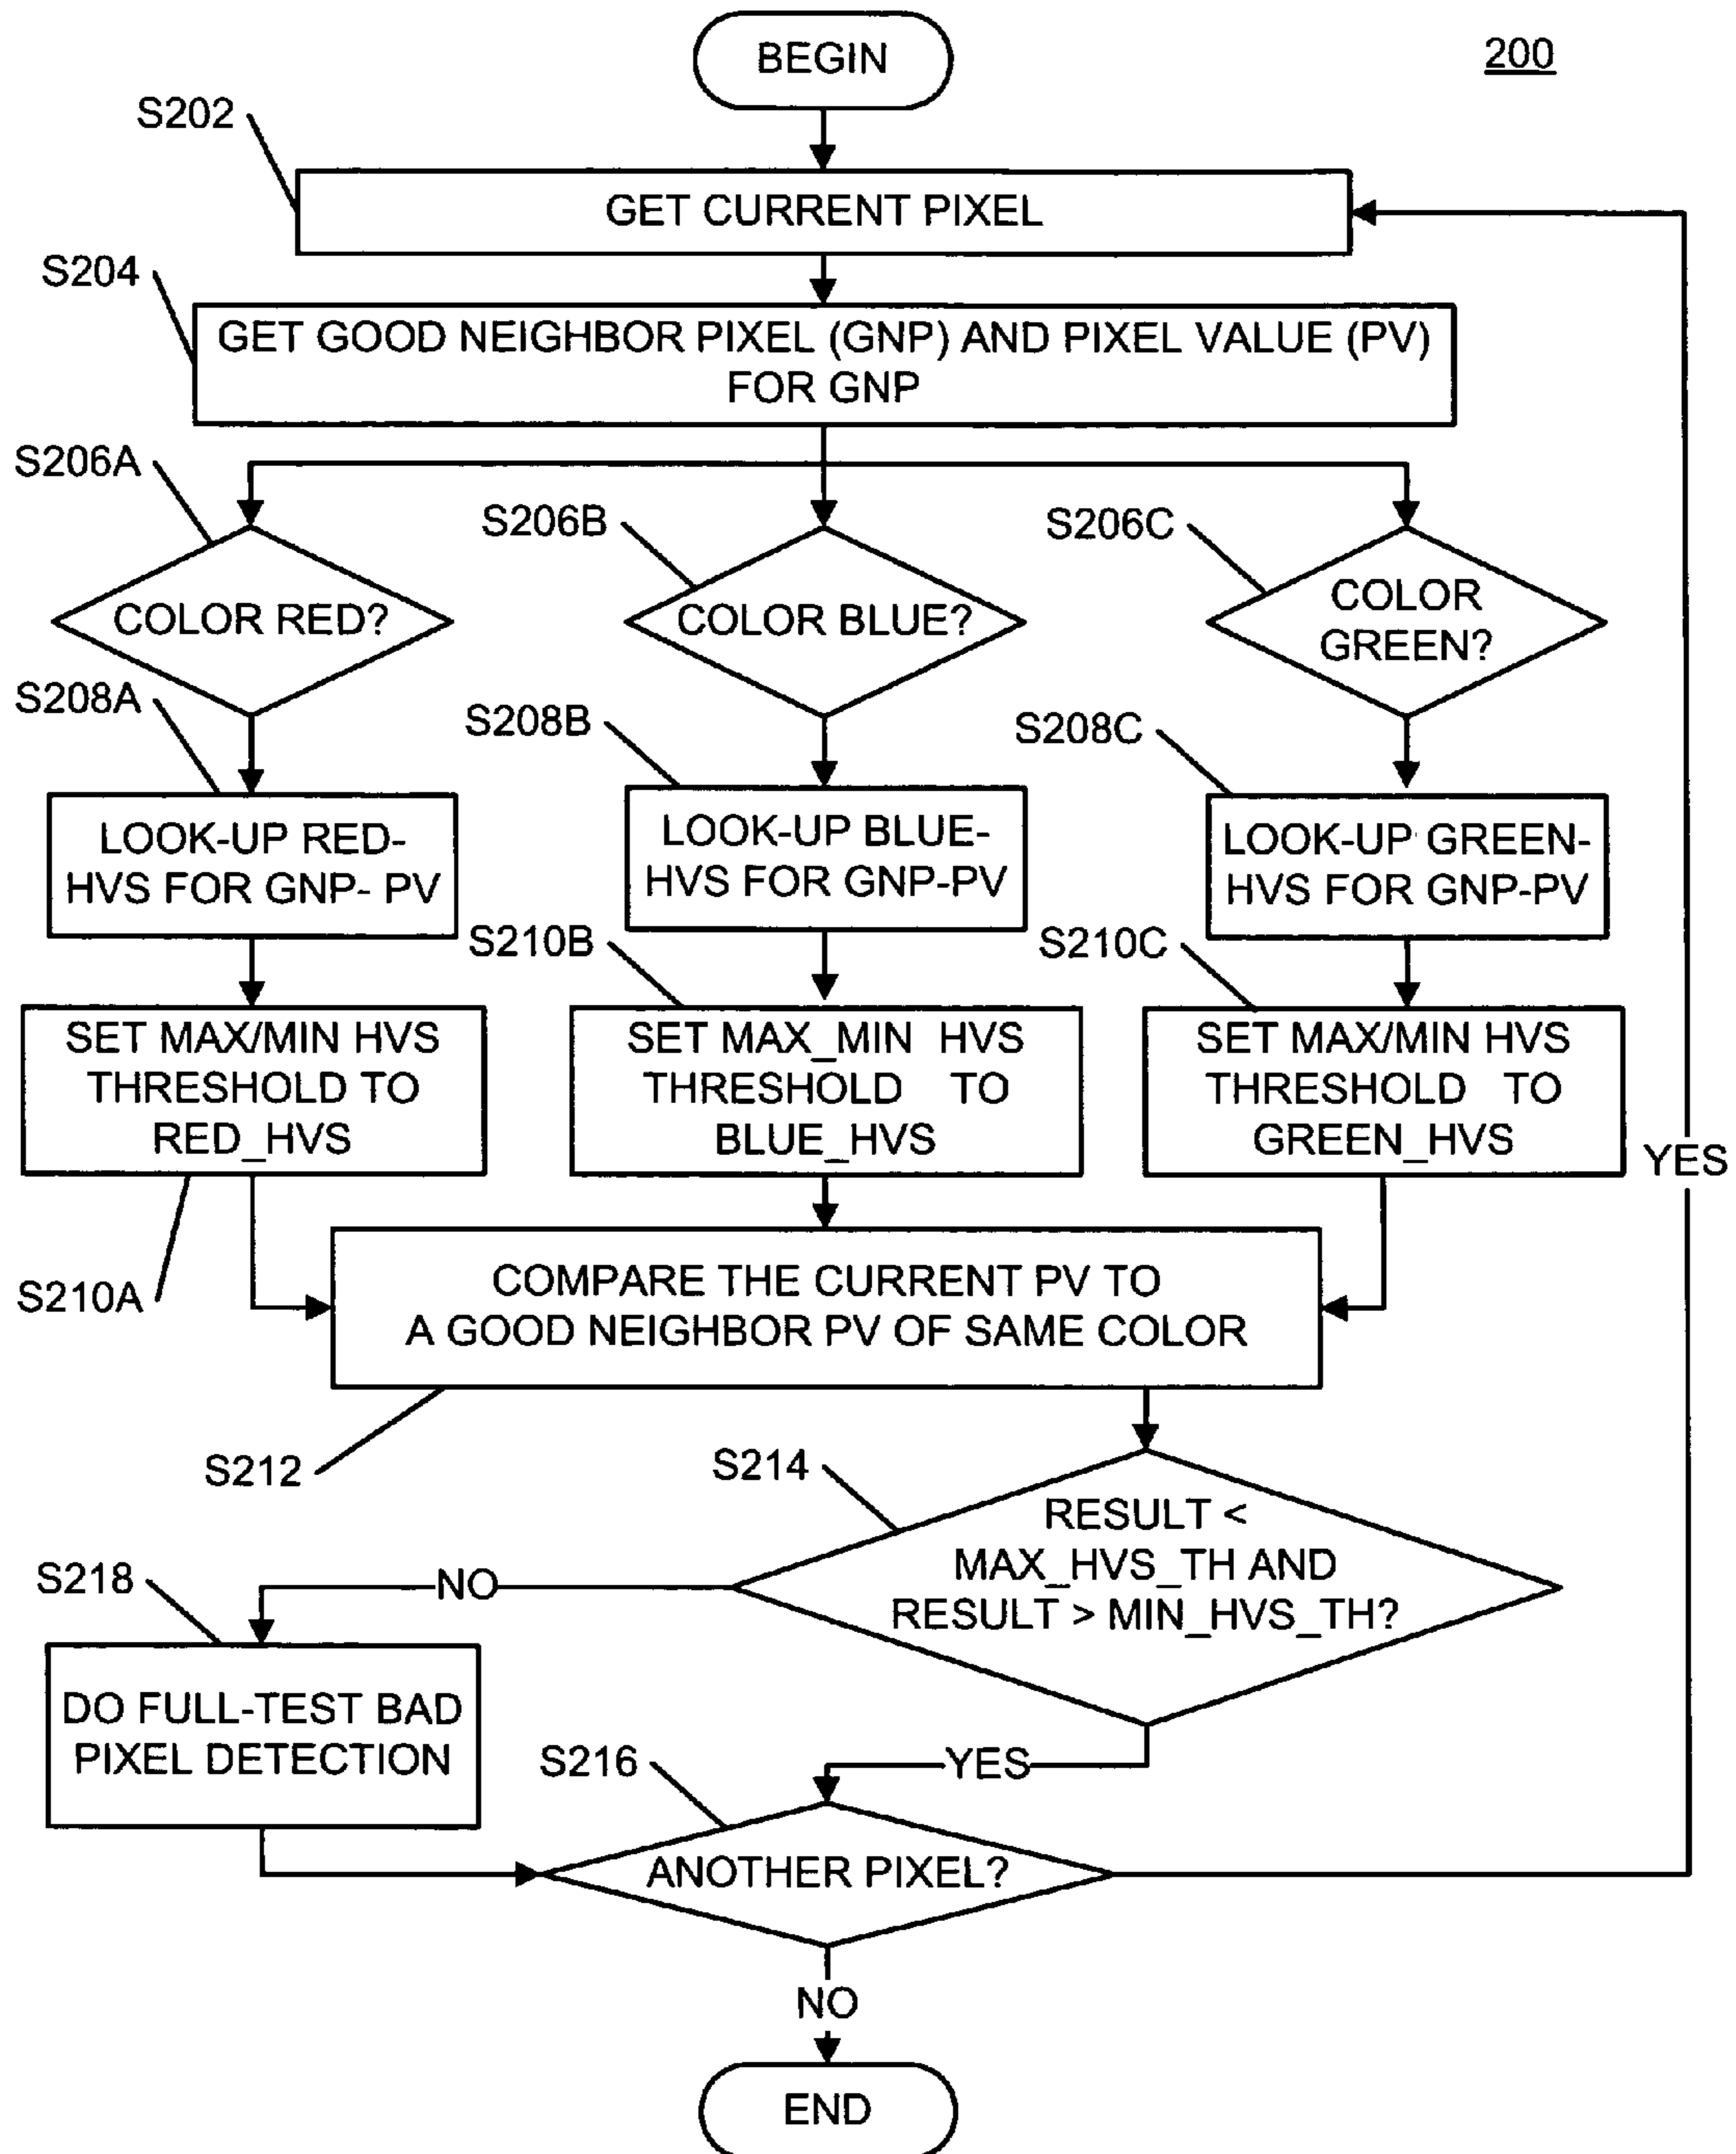 BEGIN
200
S202
GET CURRENT PIXEL
S204
GET GOOD NEIGHBOR PIXEL (GNP) AND PIXEL VALUE (PV)
FOR GNP
S206A
S206B
S206C
COLOR RED?
COLOR BLUE?
COLOR
GREEN?
S208A
S208B
S208C
LOOK-UP RED-
HVS FOR GNP- PV
LOOK-UP BLUE-
HVS FOR GNP-PV
LOOK-UP GREEN-
HVS FOR GNP-PV
S210B
S210C
SET MAX/MIN HVS
THRESHOLD TO
RED_HVS
SET MAX_MIN HVS
THRESHOLD TO
BLUE_HVS
SET MAX/MIN HVS
THRESHOLD TO
GREEN_HVS
YES
S210A
COMPARE THE CURRENT PV TO
A GOOD NEIGHBOR PV OF SAME COLOR
S212
S214
RESULT <
MAX_HVS_TH AND
RESULT > MIN_HVS_TH?
NO
S218
DO FULL-TEST BAD
PIXEL DETECTION
S216
YES
ANOTHER PIXEL?
NO
END